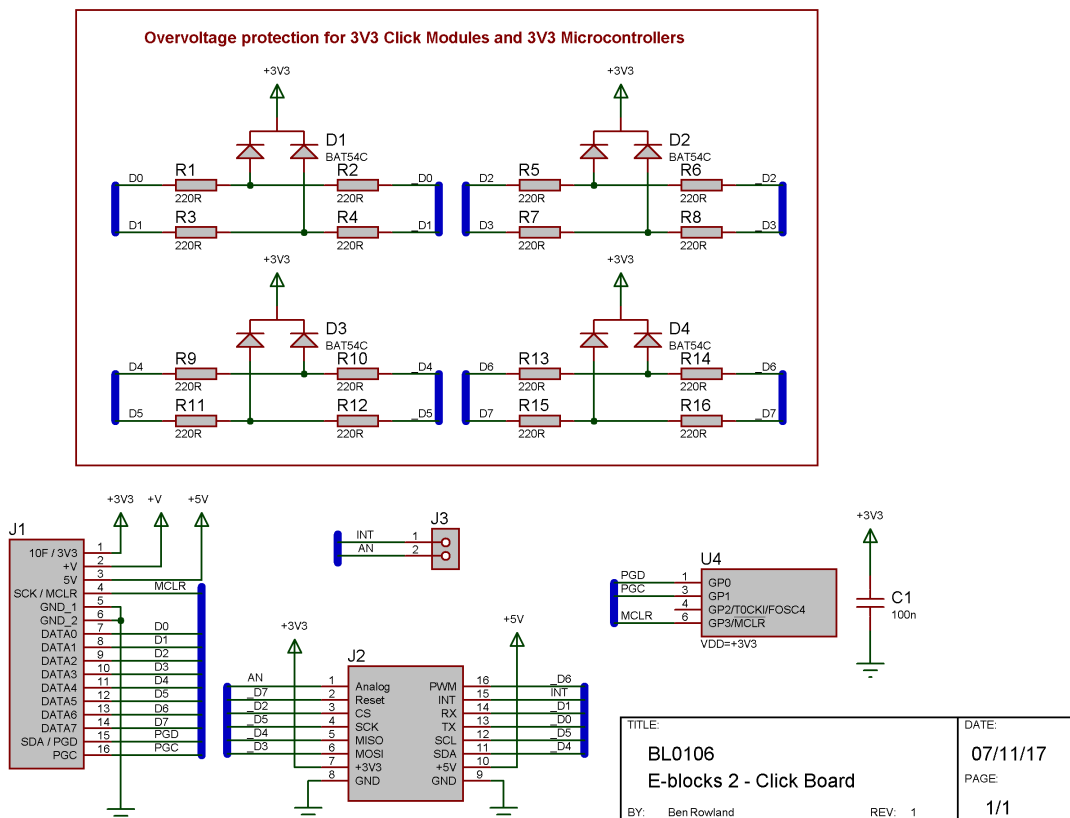 Overvoltage protection for 3V3 Click Modules and 3V3 Microcontrollers
+3V3
+3V3
D1
BAT54C
D2
BAT54C
D0
R1
220R
R2
220R
_D0
D2
R5
220R
R6
220R
_D2
D1
R3
220R
R4
220R
_D1
D3
R7
220R
R8
220R
_D3
+3V3
+3V3
D3
BAT54C
D4
BAT54C
D4
R9
220R
R10
220R
_D4
D6
R13
220R
R14
220R
_D6
D5
R11
220R
R12
220R
_D5
D7
R15
220R
R16
220R
_D7
+3V3
+V
+5V
J1
10F / 3V3 1
+V 2
5V 3
SCK / MCLR 4 MCLR
GND_1 5
GND_2 6
DATA0 7 D0
DATA1 8 D1
DATA2 9 D2
DATA3 10 D3
DATA4 11 D4
DATA5 12 D5
DATA6 13 D6
DATA7 14 D7
SDA / PGD 15 PGD
PGC 16 PGC
J3
INT 1
AN 2
+3V3
+5V
J2
AN 1 Analog PWM 16 _D6
_D7 2 Reset INT 15 INT
_D2 3 CS RX 14 _D1
_D5 4 SCK TX 13 _D0
_D4 5 MISO SCL 12 _D5
_D3 6 MOSI SDA 11 _D4
7 +3V3 +5V 10
8 GND GND 9
U4
PGD 1 GP0
PGC 3 GP1
4 GP2/T0CKI/FOSC4
MCLR 6 GP3/MCLR
VDD=+3V3
+3V3
C1
100n
TITLE:
BL0106
E-blocks 2 - Click Board
BY: Ben Rowland
REV: 1
DATE:
07/11/17
PAGE:
1/1